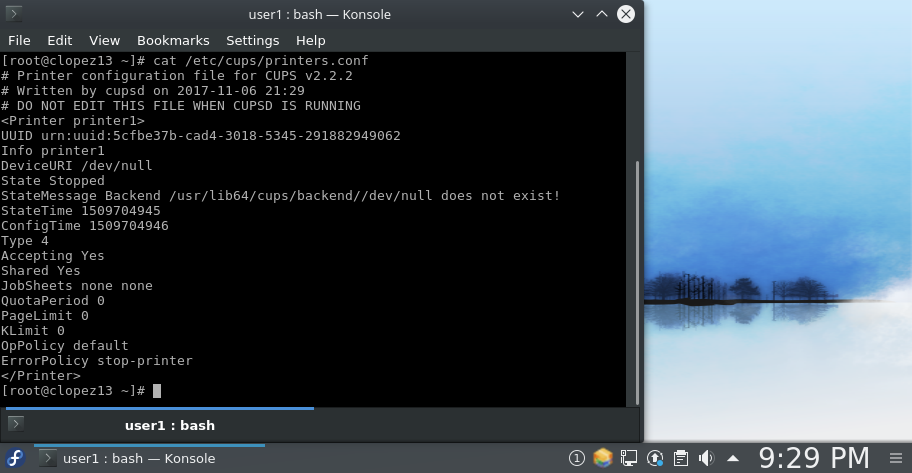 user1 : bash — Konsole
File Edit View Bookmarks Settings Help
[root@clopez13 ~]# cat /etc/cups/printers.conf
# Printer configuration file for CUPS v2.2.2
# Written by cupsd on 2017-11-06 21:29
# DO NOT EDIT THIS FILE WHEN CUPSD IS RUNNING
<Printer printer1>
UUID urn:uuid:5cfbe37b-cad4-3018-5345-291882949062
Info printer1
DeviceURI /dev/null
State Stopped
StateMessage Backend /usr/lib64/cups/backend//dev/null does not exist!
StateTime 1509704945
ConfigTime 1509704946
Type 4
Accepting Yes
Shared Yes
JobSheets none none
QuotaPeriod 0
PageLimit 0
KLimit 0
OpPolicy default
ErrorPolicy stop-printer
</Printer>
[root@clopez13 ~]#
user1 : bash
user1 : bash — Konsole
1
9:29 PM